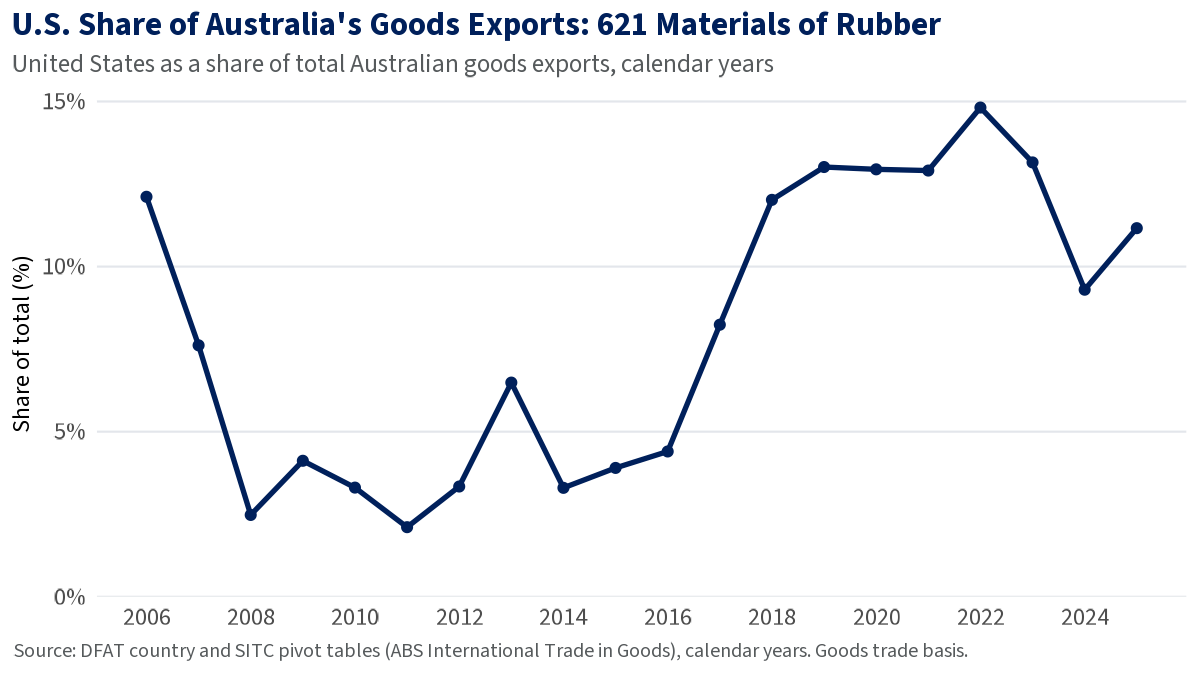 U.S. Share of Australia's Goods Exports: 621 Materials of Rubber
United States as a share of total Australian goods exports, calendar years
Share of total (%)
15%
10%
5%
0%
2006 2008 2010 2012 2014 2016 2018 2020 2022 2024
Source: DFAT country and SITC pivot tables (ABS International Trade in Goods), calendar years. Goods trade basis.